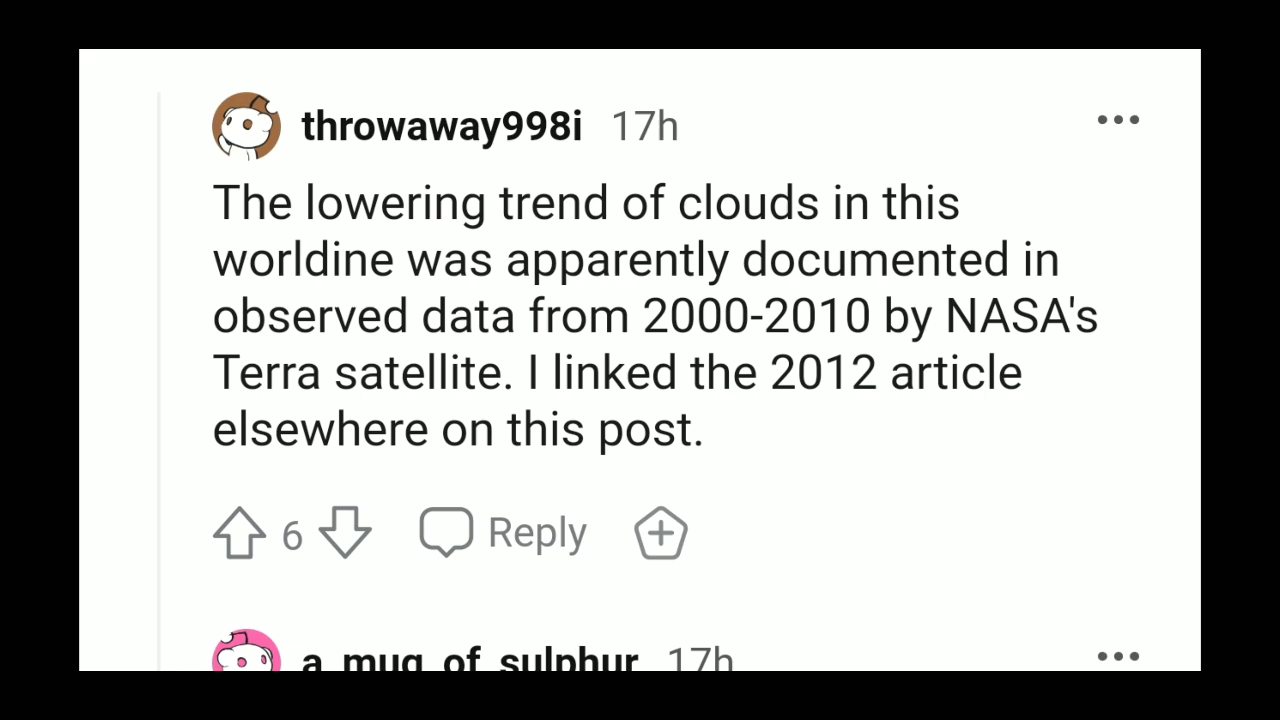 throwaway998i 17h
The lowering trend of clouds in this
worldine was apparently documented in
observed data from 2000-2010 by NASA's
Terra satellite. I linked the 2012 article
elsewhere on this post.
6 Reply
a_mug_of_sulphur 17h